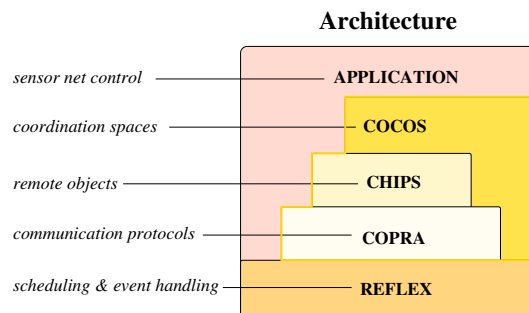 Architecture
sensor net control APPLICATION
coordination spaces COCOS
remote objects CHIPS
communication protocols COPRA
scheduling & event handling REFLEX